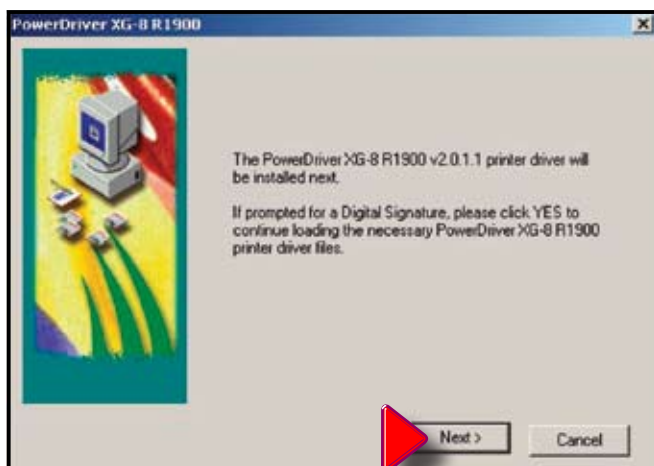 PowerDriver XG-8 R1900
The PowerDriver XG-8 R1900 v2.0.1.1 printer driver will
be installed next.
If prompted for a Digital Signature, please click YES to
continue loading the necessary PowerDriver XG-8 R1900
printer driver files.
Next >
Cancel